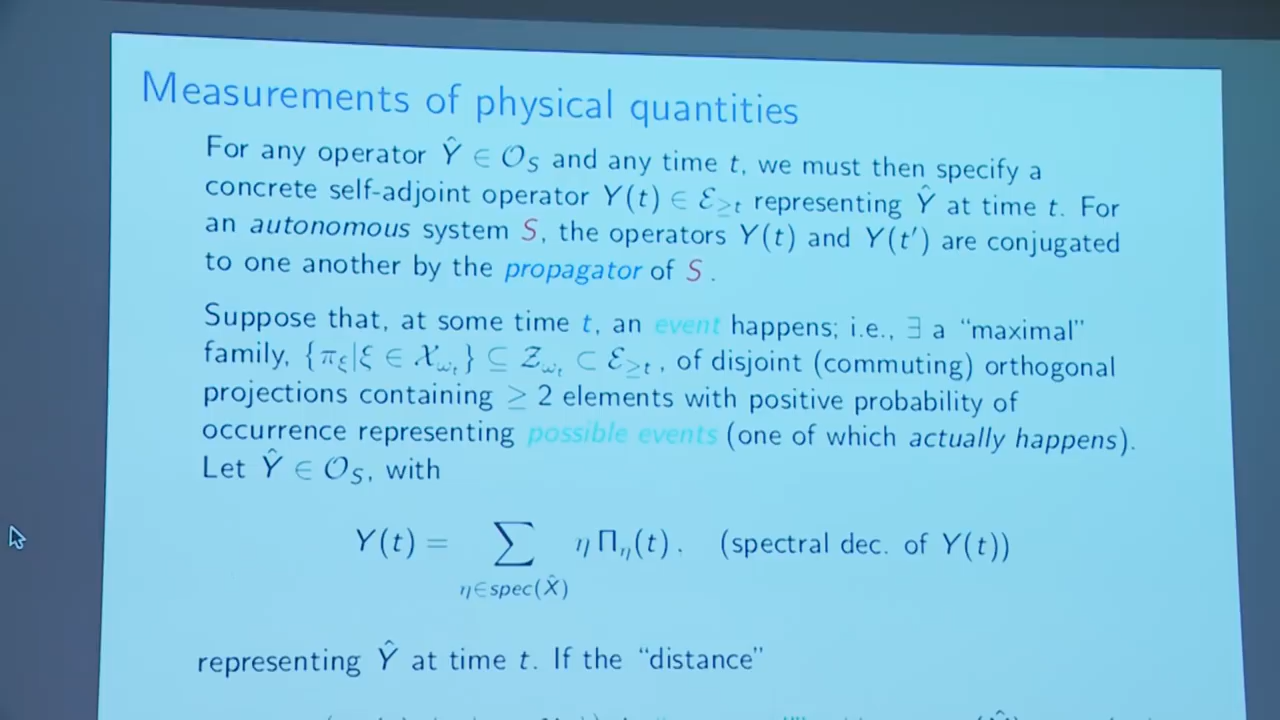 Measurements of physical quantities
For any operator Ŷ ∈ 𝒪_S and any time t, we must then specify a
concrete self-adjoint operator Y(t) ∈ ℰ_{≥t} representing Ŷ at time t. For
an autonomous system S, the operators Y(t) and Y(t′) are conjugated
to one another by the propagator of S.
Suppose that, at some time t, an event happens; i.e., ∃ a “maximal”
family, {π_ξ|ξ ∈ 𝒳_{ω_t}} ⊆ 𝒵_{ω_t} ⊂ ℰ_{≥t}, of disjoint (commuting) orthogonal
projections containing ≥ 2 elements with positive probability of
occurrence representing possible events (one of which actually happens).
Let Ŷ ∈ 𝒪_S, with
Y(t) = ∑_{η∈spec(X̂)} η Π_η(t). (spectral dec. of Y(t))
representing Ŷ at time t. If the “distance”